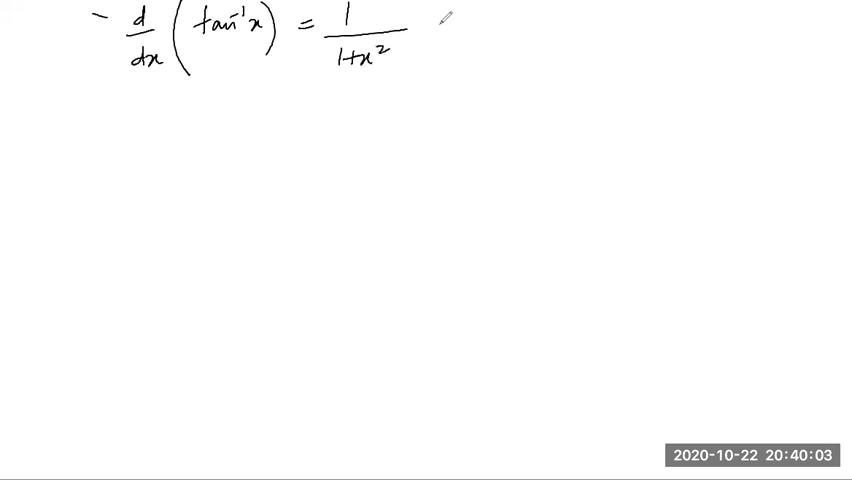 - d/dx (tan⁻¹x) = 1/(1+x²)
2020-10-22 20:40:03